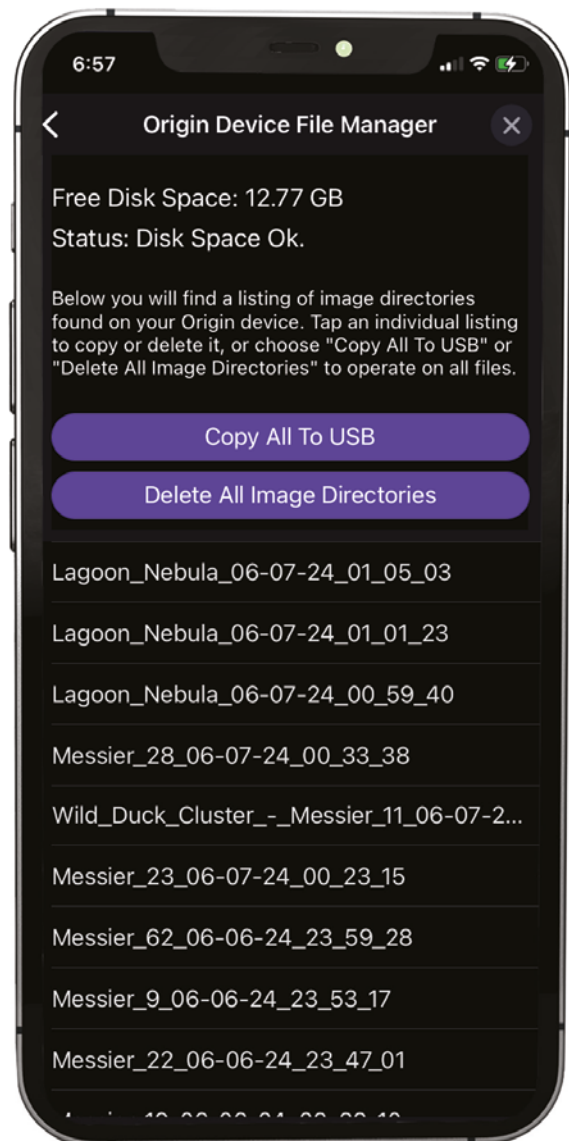 6:57
Origin Device File Manager
Free Disk Space: 12.77 GB
Status: Disk Space Ok.
Below you will find a listing of image directories
found on your Origin device. Tap an individual listing
to copy or delete it, or choose "Copy All To USB" or
"Delete All Image Directories" to operate on all files.
Copy All To USB
Delete All Image Directories
Lagoon_Nebula_06-07-24_01_05_03
Lagoon_Nebula_06-07-24_01_01_23
Lagoon_Nebula_06-07-24_00_59_40
Messier_28_06-07-24_00_33_38
Wild_Duck_Cluster_-_Messier_11_06-07-2...
Messier_23_06-07-24_00_23_15
Messier_62_06-06-24_23_59_28
Messier_9_06-06-24_23_53_17
Messier_22_06-06-24_23_47_01